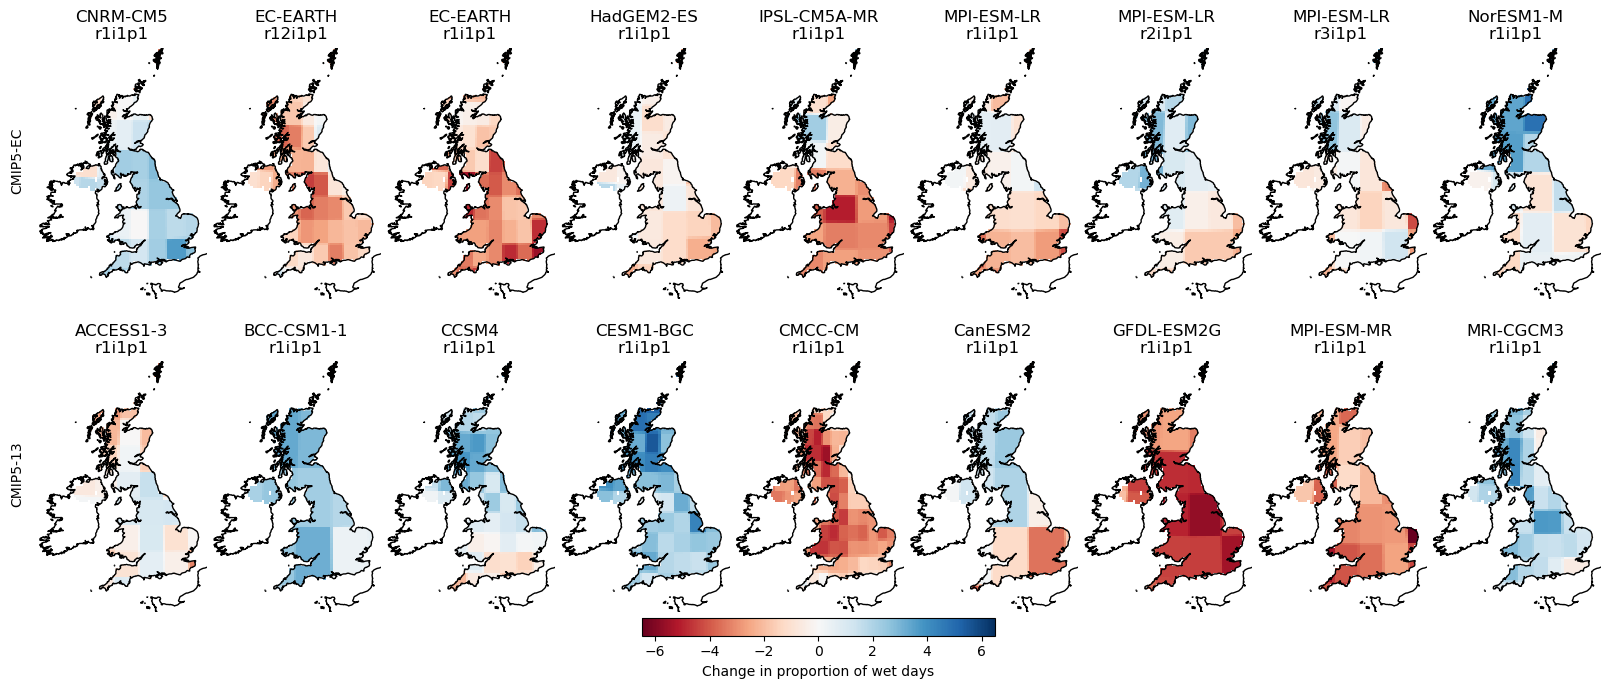 CNRM-CM5 EC-EARTH EC-EARTH HadGEM2-ES IPSL-CM5A-MR MPI-ESM-LR MPI-ESM-LR MPI-ESM-LR NorESM1-M
r1i1p1 r12i1p1 r1i1p1 r1i1p1 r1i1p1 r1i1p1 r2i1p1 r3i1p1 r1i1p1
CMIP5-EC
ACCESS1-3 BCC-CSM1-1 CCSM4 CESM1-BGC CMCC-CM CanESM2 GFDL-ESM2G MPI-ESM-MR MRI-CGCM3
r1i1p1 r1i1p1 r1i1p1 r1i1p1 r1i1p1 r1i1p1 r1i1p1 r1i1p1 r1i1p1
CMIP5-13
−6 −4 −2 0 2 4 6
Change in proportion of wet days